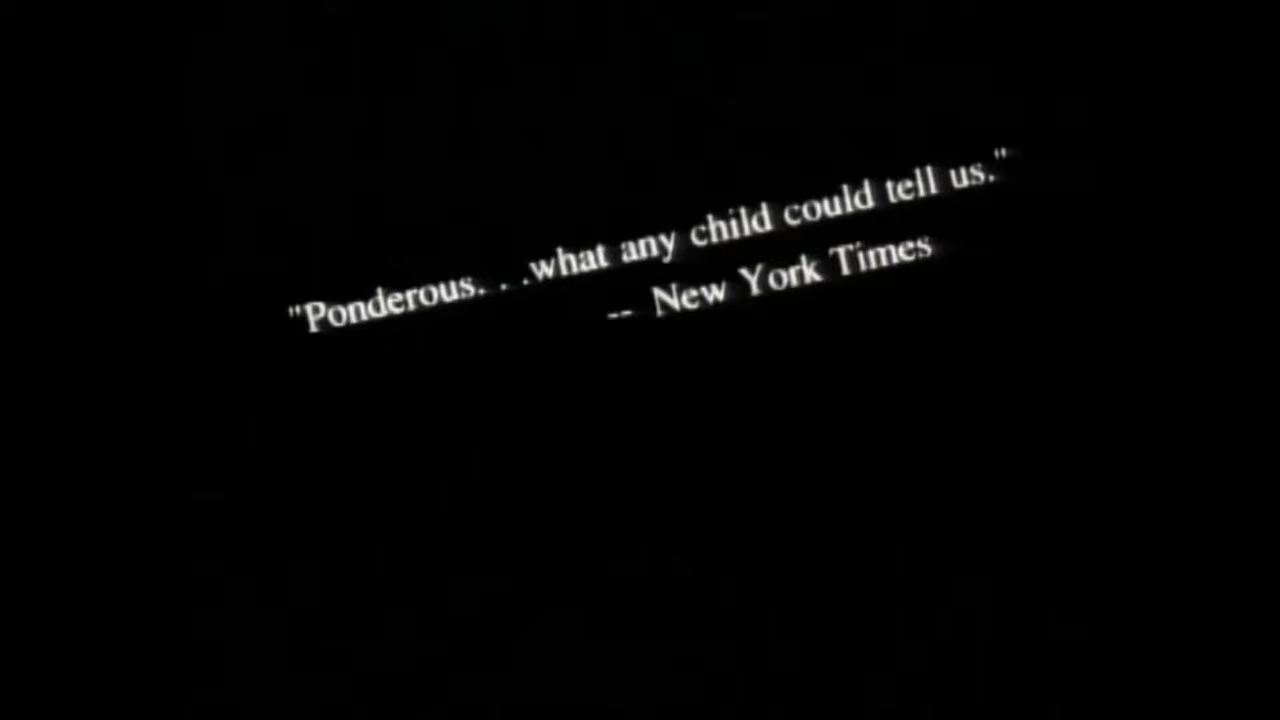 "Ponderous. . .what any child could tell us."
-- New York Times